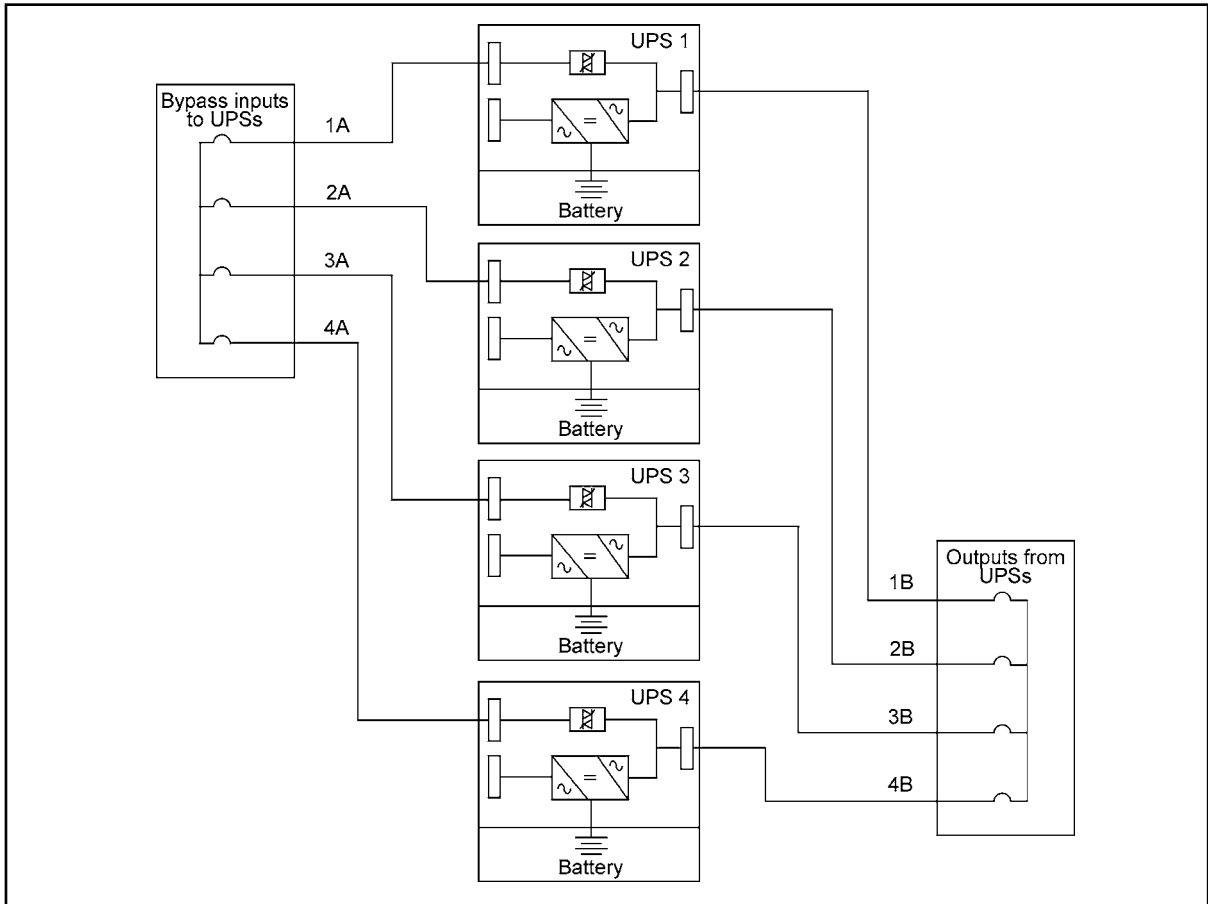 Bypass inputs
to UPSs
1A
2A
3A
4A
UPS 1
Battery
UPS 2
Battery
UPS 3
Battery
UPS 4
Battery
Outputs from
UPSs
1B
2B
3B
4B